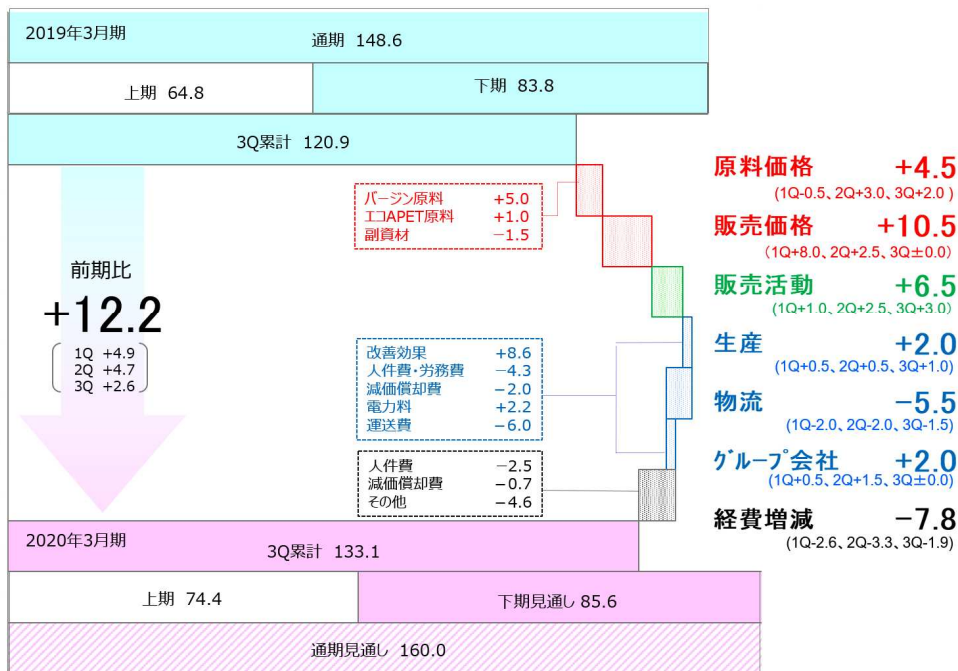 2019年3月期
通期 148.6
上期 64.8
下期 83.8
3Q累計 120.9
前期比
+12.2
1Q +4.9
2Q +4.7
3Q +2.6
バージン原料 +5.0
エコAPET原料 +1.0
副資材 −1.5
改善効果 +8.6
人件費・労務費 −4.3
減価償却費 −2.0
電力料 +2.2
運送費 −6.0
人件費 −2.5
減価償却費 −0.7
その他 −4.6
原料価格 +4.5
(1Q-0.5、2Q+3.0、3Q+2.0 )
販売価格 +10.5
(1Q+8.0、2Q+2.5、3Q±0.0)
販売活動 +6.5
(1Q+1.0、2Q+2.5、3Q+3.0)
生産 +2.0
(1Q+0.5、2Q+0.5、3Q+1.0)
物流 −5.5
(1Q-2.0、2Q-2.0、3Q-1.5)
グループ会社 +2.0
(1Q+0.5、2Q+1.5、3Q±0.0)
経費増減 −7.8
(1Q-2.6、2Q-3.3、3Q-1.9)
2020年3月期
3Q累計 133.1
上期 74.4
下期見通し 85.6
通期見通し 160.0